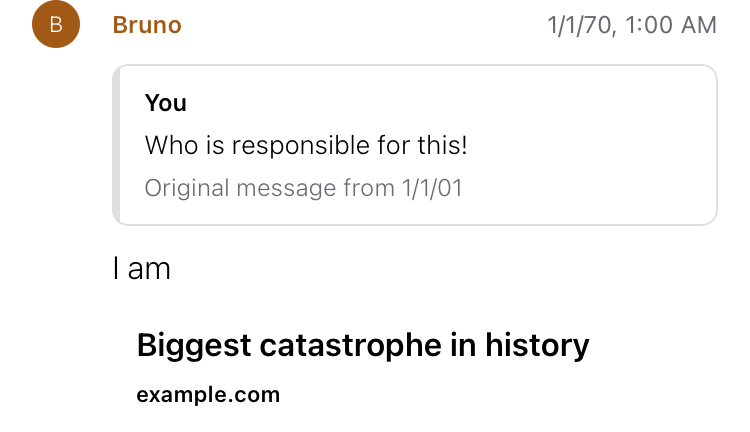 B
Bruno
1/1/70, 1:00 AM
You
Who is responsible for this!
Original message from 1/1/01
I am
Biggest catastrophe in history
example.com